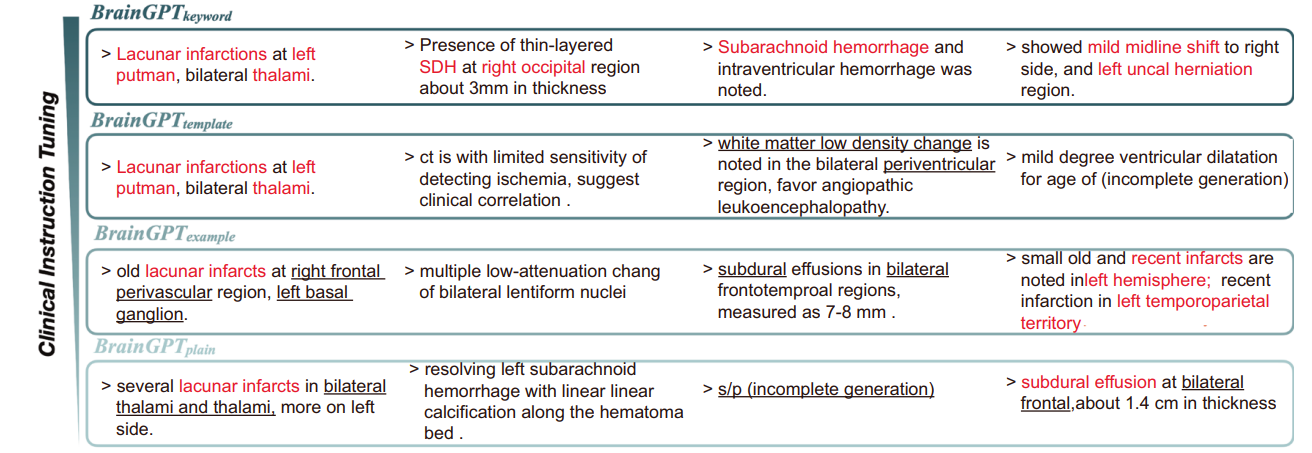 Clinical Instruction Tuning
BrainGPTkeyword
> Lacunar infarctions at left
putman, bilateral thalami.
> Presence of thin-layered
SDH at right occipital region
about 3mm in thickness
> Subarachnoid hemorrhage and
intraventricular hemorrhage was
noted.
> showed mild midline shift to right
side, and left uncal herniation
region.
BrainGPTtemplate
> Lacunar infarctions at left
putman, bilateral thalami.
> ct is with limited sensitivity of
detecting ischemia, suggest
clinical correlation .
> white matter low density change is
noted in the bilateral periventricular
region, favor angiopathic
leukoencephalopathy.
> mild degree ventricular dilatation
for age of (incomplete generation)
BrainGPTexample
> old lacunar infarcts at right frontal
perivascular region, left basal
ganglion.
> multiple low-attenuation chang
of bilateral lentiform nuclei
> subdural effusions in bilateral
frontotemproal regions,
measured as 7-8 mm .
> small old and recent infarcts are
noted inleft hemisphere; recent
infarction in left temporoparietal
territory
BrainGPTplain
> several lacunar infarcts in bilateral
thalami and thalami, more on left
side.
> resolving left subarachnoid
hemorrhage with linear linear
calcification along the hematoma
bed .
> s/p (incomplete generation)
> subdural effusion at bilateral
frontal,about 1.4 cm in thickness